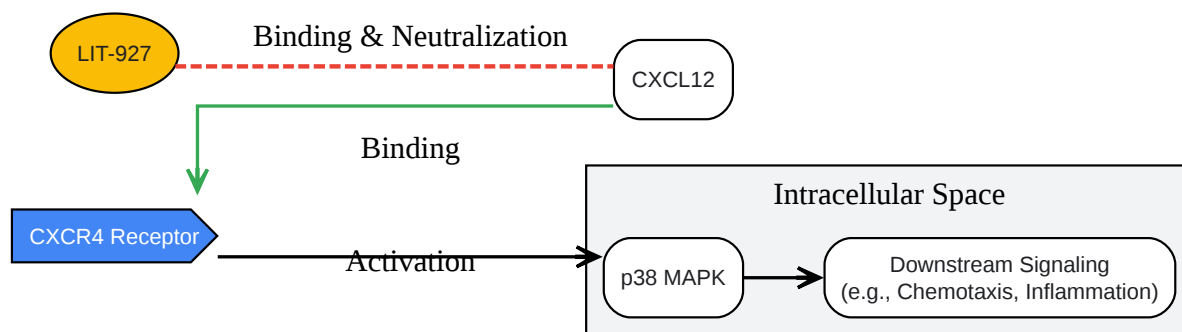 LIT-927
Binding & Neutralization
CXCL12
Binding
Intracellular Space
CXCR4 Receptor
Activation
p38 MAPK
Downstream Signaling
(e.g., Chemotaxis, Inflammation)